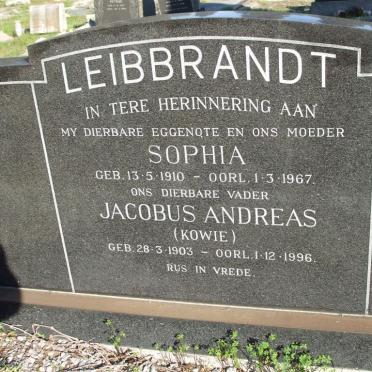 LEIBBRANDT
IN TERE HERINNERING AAN
MY DIERBARE EGGENOTE EN ONS MOEDER
SOPHIA
GEB. 13·5·1910 - OORL. 1·3·1967.
ONS DIERBARE VADER
JACOBUS ANDREAS
(KOWIE)
GEB. 28·3·1903 - OORL. 1·12·1996.
RUS IN VREDE.